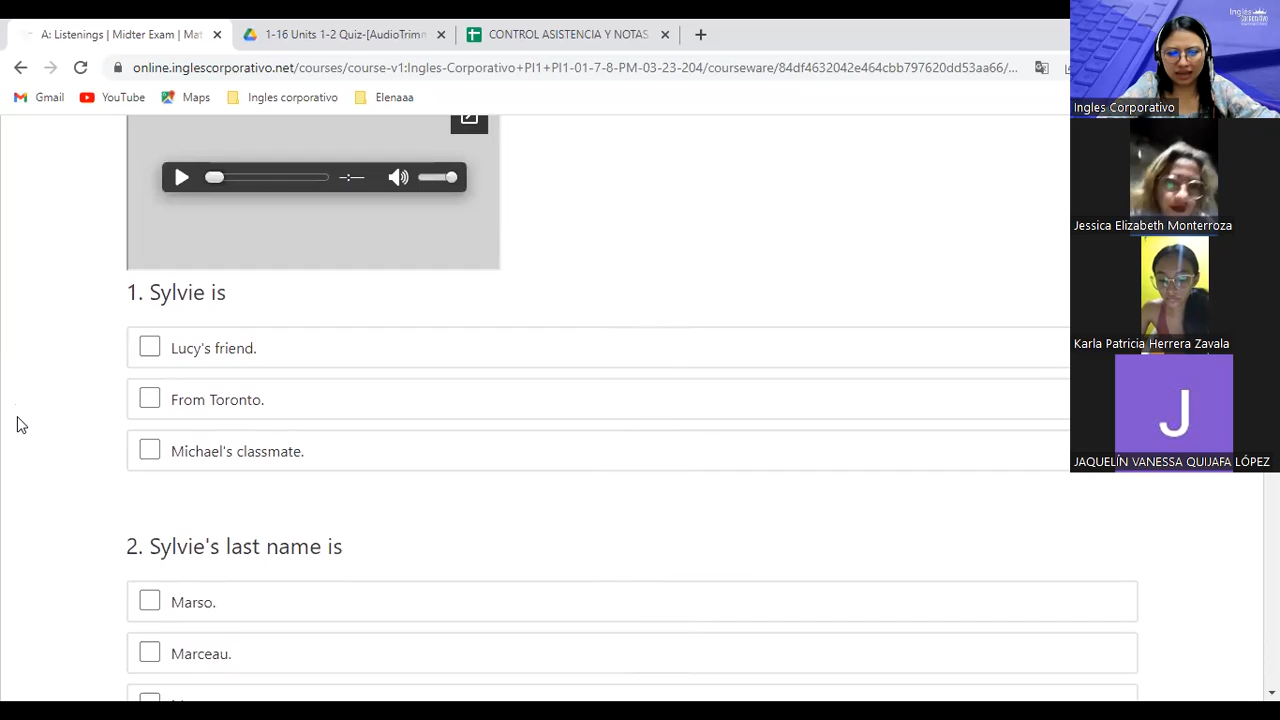 A: Listenings | Midter Exam | Mat
1-16 Units 1-2 Quiz-[AudioTrim
CONTROL ASISTENCIA Y NOTAS
online.inglescorporativo.net/courses/course-v1:Ingles-Corporativo+PI1+PI1-01-7-8-PM-03-23-204/courseware/84df4632042e464cbb797620dd53aa66/...
Gmail
YouTube
Maps
Ingles corporativo
Elenaaa
Inglés
Ingles Corporativo
Jessica Elizabeth Monterroza
Karla Patricia Herrera Zavala
J
JAQUELÍN VANESSA QUIJAFA LÓPEZ
-:--
1. Sylvie is
Lucy's friend.
From Toronto.
Michael's classmate.
2. Sylvie's last name is
Marso.
Marceau.